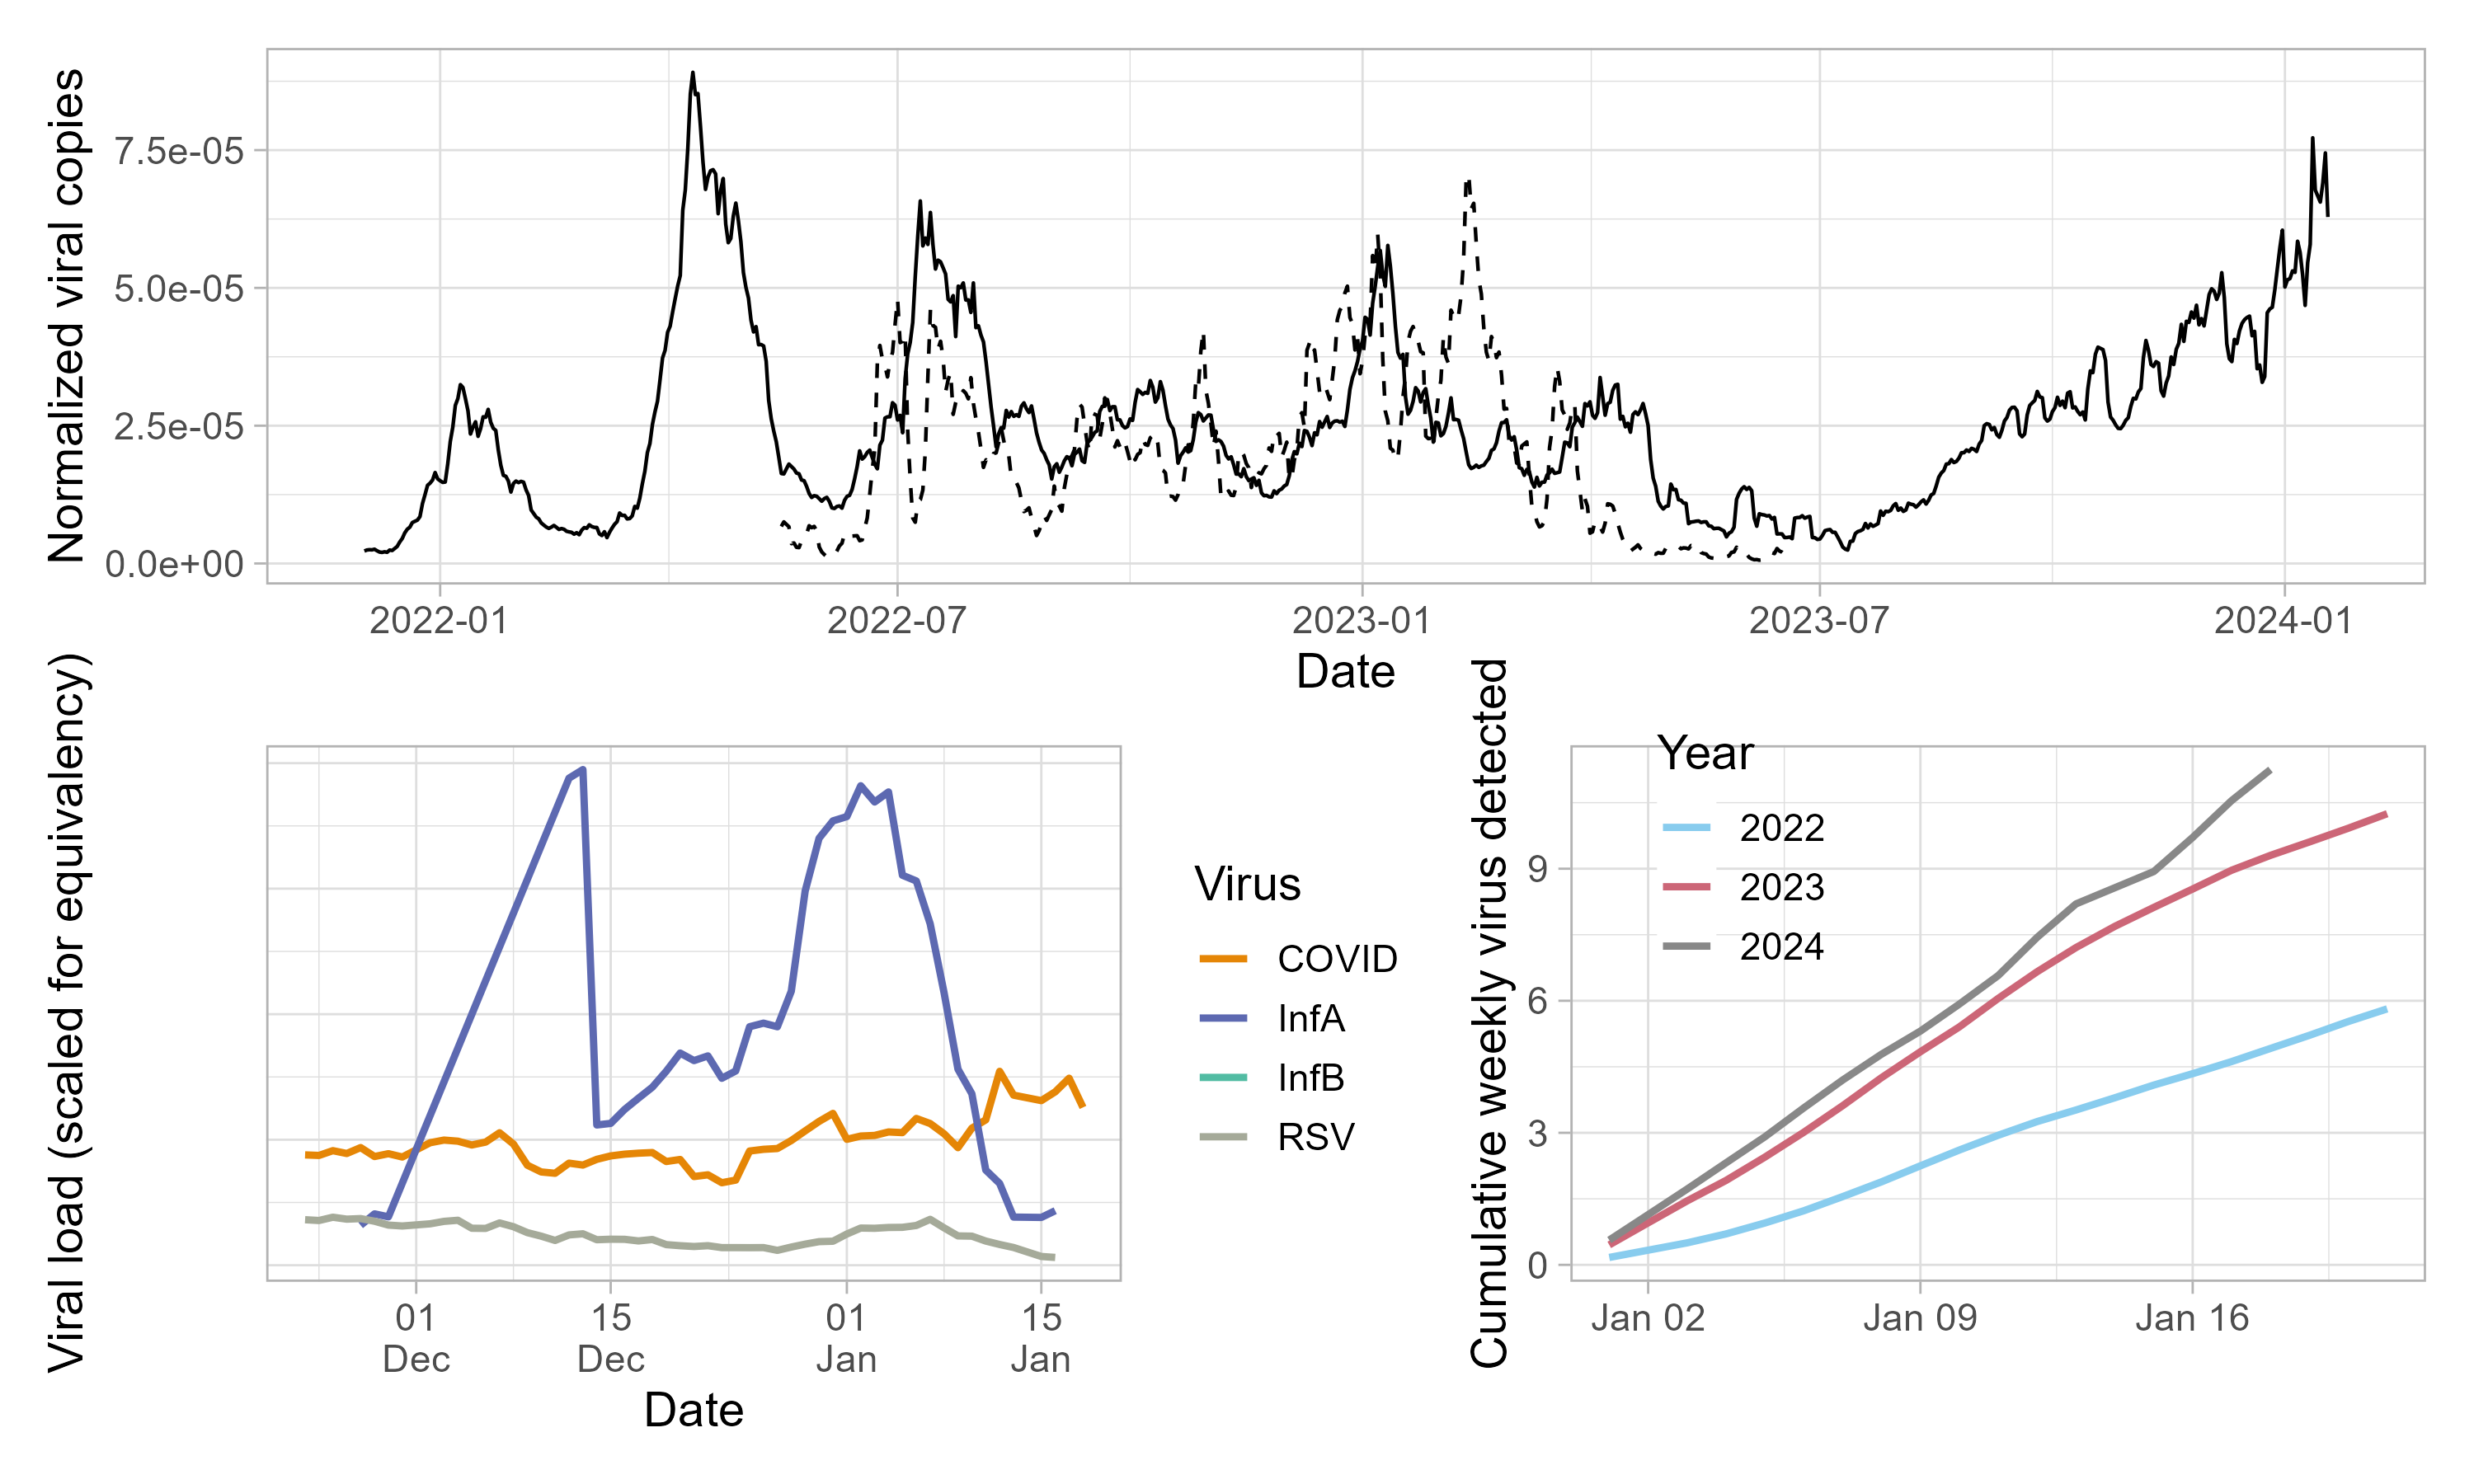 Normalized viral copies
7.5e-05
5.0e-05
2.5e-05
0.0e+00
2022-01
2022-07
2023-01
2023-07
2024-01
Date
Viral load (scaled for equivalency)
01
Dec
15
Dec
01
Jan
15
Jan
Date
Virus
COVID
InfA
InfB
RSV
Cumulative weekly virus detected
9
6
3
0
Year
2022
2023
2024
Jan 02
Jan 09
Jan 16